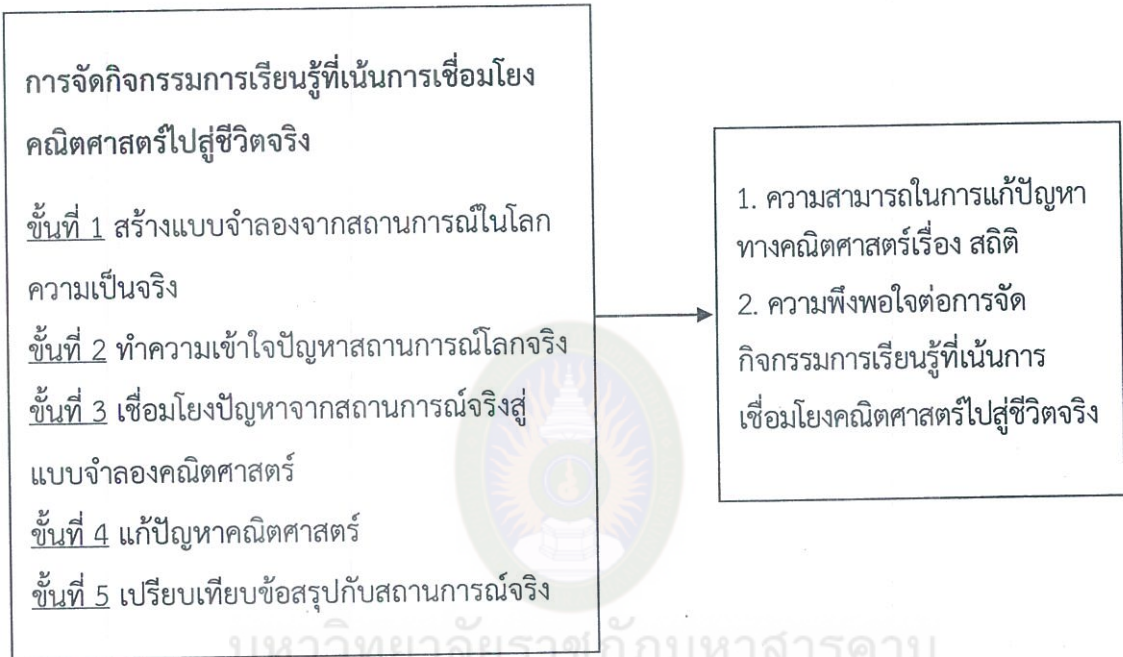 การจัดกิจกรรมการเรียนรู้ที่เน้นการเชื่อมโยง
คณิตศาสตร์ไปสู่ชีวิตจริง
ขั้นที่ 1 สร้างแบบจำลองจากสถานการณ์ในโลก
ความเป็นจริง
ขั้นที่ 2 ทำความเข้าใจปัญหาสถานการณ์โลกจริง
ขั้นที่ 3 เชื่อมโยงปัญหาจากสถานการณ์จริงสู่
แบบจำลองคณิตศาสตร์
ขั้นที่ 4 แก้ปัญหาคณิตศาสตร์
ขั้นที่ 5 เปรียบเทียบข้อสรุปกับสถานการณ์จริง
1. ความสามารถในการแก้ปัญหา
ทางคณิตศาสตร์เรื่อง สถิติ
2. ความพึงพอใจต่อการจัด
กิจกรรมการเรียนรู้ที่เน้นการ
เชื่อมโยงคณิตศาสตร์ไปสู่ชีวิตจริง
มหาวิทยาลัยราชภัฏมหาสารคาม